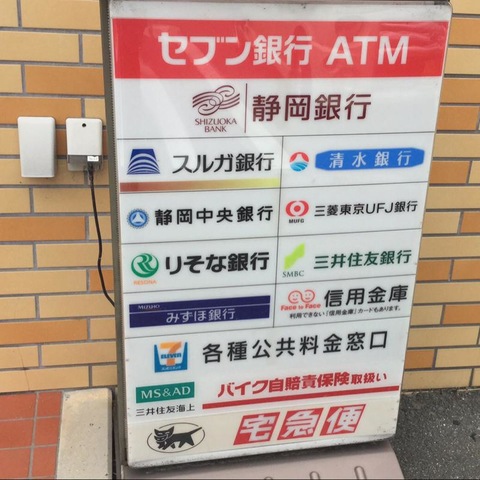 セブン銀行 ATM
SHIZUOKA BANK
静岡銀行
スルガ銀行
清水銀行
静岡中央銀行
MUFG
三菱東京UFJ銀行
RESONA
りそな銀行
SMBC
三井住友銀行
MIZUHO
みずほ銀行
Face to Face
信用金庫
利用できない「信用金庫」カードもあります。
7 ELEVEN
各種公共料金窓口
MS&AD
三井住友海上
バイク自賠責保険取扱い
宅急便